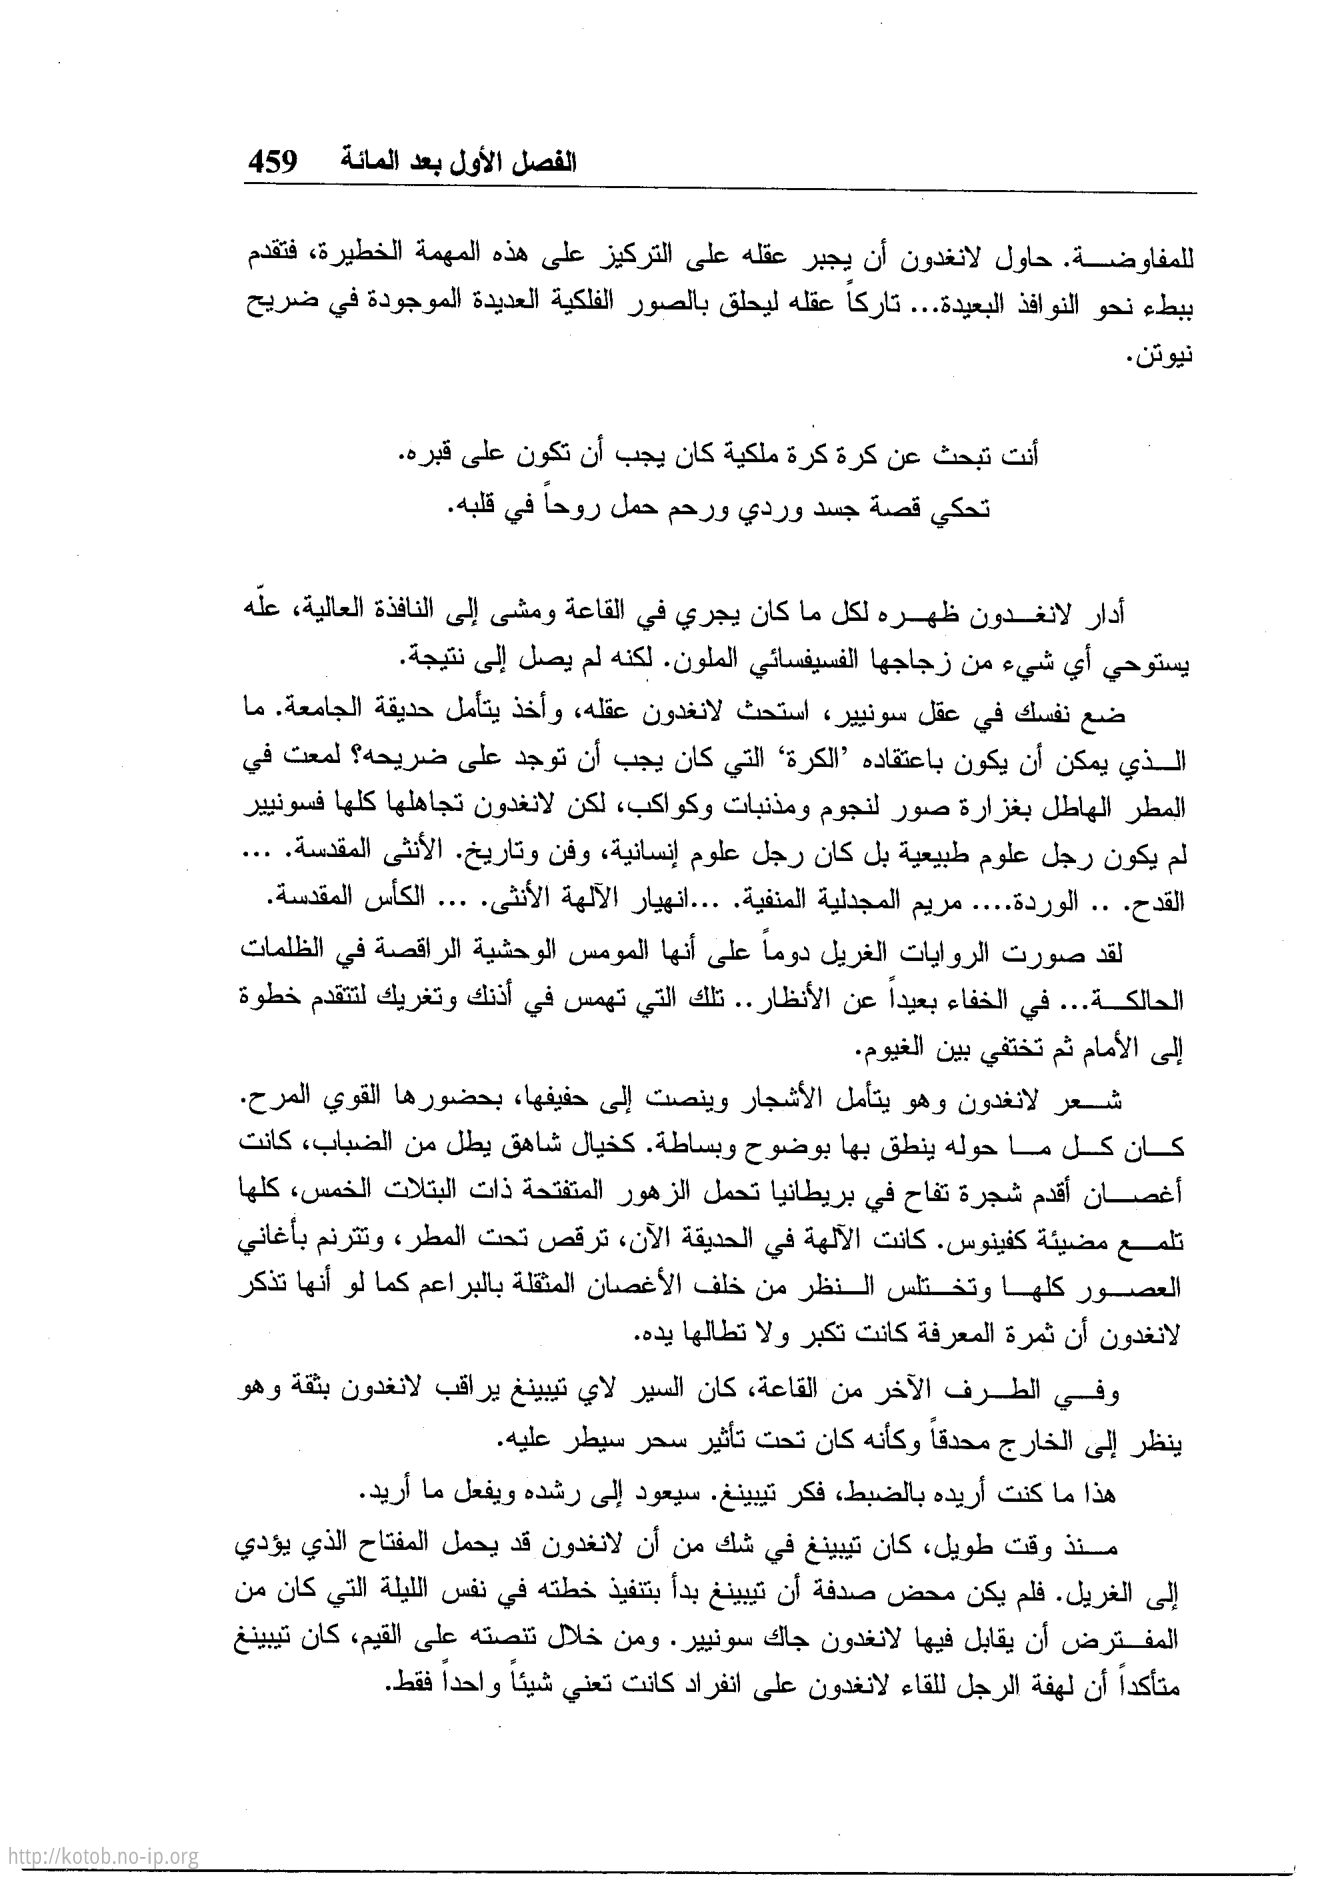 الفصل الأول بعد المائة 459
للمفاوضة. حاول لانغدون أن يجبر عقله على التركيز على هذه المهمة الخطيرة، فتقدم
ببطء نحو النوافذ البعيدة... تاركاً عقله ليحلق بالصور الفلكية العديدة الموجودة في ضريح
نيوتن.
أنت تبحث عن كرة كرة ملكية كان يجب أن تكون على قبره.
تحكي قصة جسد وردي ورحم حمل روحاً في قلبه.
أدار لانغدون ظهره لكل ما كان يجري في القاعة ومشى إلى النافذة العالية، علّه
يستوحي أي شيء من زجاجها الفسيفسائي الملون. لكنه لم يصل إلى نتيجة.
ضع نفسك في عقل سونيير، استحث لانغدون عقله، وأخذ يتأمل حديقة الجامعة. ما
الذي يمكن أن يكون باعتقاده ’الكرة‘ التي كان يجب أن توجد على ضريحه؟ لمعت في
المطر الهاطل بغزارة صور لنجوم ومذنبات وكواكب، لكن لانغدون تجاهلها كلها فسونيير
لم يكون رجل علوم طبيعية بل كان رجل علوم إنسانية، وفن وتاريخ. الأنثى المقدسة. ...
القدح. .. الوردة.... مريم المجدلية المنفية. ...انهيار الآلهة الأنثى. ... الكأس المقدسة.
لقد صورت الروايات الغريل دوماً على أنها المومس الوحشية الراقصة في الظلمات
الحالكة... في الخفاء بعيداً عن الأنظار.. تلك التي تهمس في أذنك وتغريك لتتقدم خطوة
إلى الأمام ثم تختفي بين الغيوم.
شعر لانغدون وهو يتأمل الأشجار وينصت إلى حفيفها، بحضورها القوي المرح.
كان كل ما حوله ينطق بها بوضوح وبساطة. كخيال شاهق يطل من الضباب، كانت
أغصان أقدم شجرة تفاح في بريطانيا تحمل الزهور المتفتحة ذات البتلات الخمس، كلها
تلمع مضيئة كفينوس. كانت الآلهة في الحديقة الآن، ترقص تحت المطر، وتترنم بأغاني
العصور كلها وتختلس النظر من خلف الأغصان المثقلة بالبراعم كما لو أنها تذكر
لانغدون أن ثمرة المعرفة كانت تكبر ولا تطالها يده.
وفي الطرف الآخر من القاعة، كان السير لاي تيبينغ يراقب لانغدون بثقة وهو
ينظر إلى الخارج محدقاً وكأنه كان تحت تأثير سحر سيطر عليه.
هذا ما كنت أريده بالضبط، فكر تيبينغ. سيعود إلى رشده ويفعل ما أريد.
منذ وقت طويل، كان تيبينغ في شك من أن لانغدون قد يحمل المفتاح الذي يؤدي
إلى الغريل. فلم يكن محض صدفة أن تيبينغ بدأ بتنفيذ خطته في نفس الليلة التي كان من
المفترض أن يقابل فيها لانغدون جاك سونيير. ومن خلال تنصته على القيم، كان تيبينغ
متأكداً أن لهفة الرجل للقاء لانغدون على انفراد كانت تعني شيئاً واحداً فقط.
http://kotob.no-ip.org